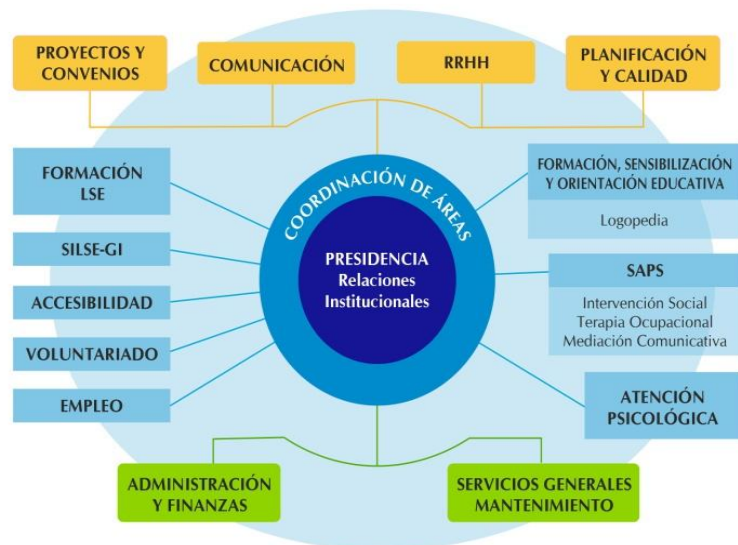 PROYECTOS Y
CONVENIOS
COMUNICACIÓN
RRHH
PLANIFICACIÓN
Y CALIDAD
FORMACIÓN
LSE
SILSE-GI
ACCESIBILIDAD
VOLUNTARIADO
EMPLEO
COORDINACIÓN DE ÁREAS
PRESIDENCIA
Relaciones
Institucionales
FORMACIÓN, SENSIBILIZACIÓN
Y ORIENTACIÓN EDUCATIVA
Logopedia
SAPS
Intervención Social
Terapia Ocupacional
Mediación Comunicativa
ATENCIÓN
PSICOLÓGICA
ADMINISTRACIÓN
Y FINANZAS
SERVICIOS GENERALES
MANTENIMIENTO